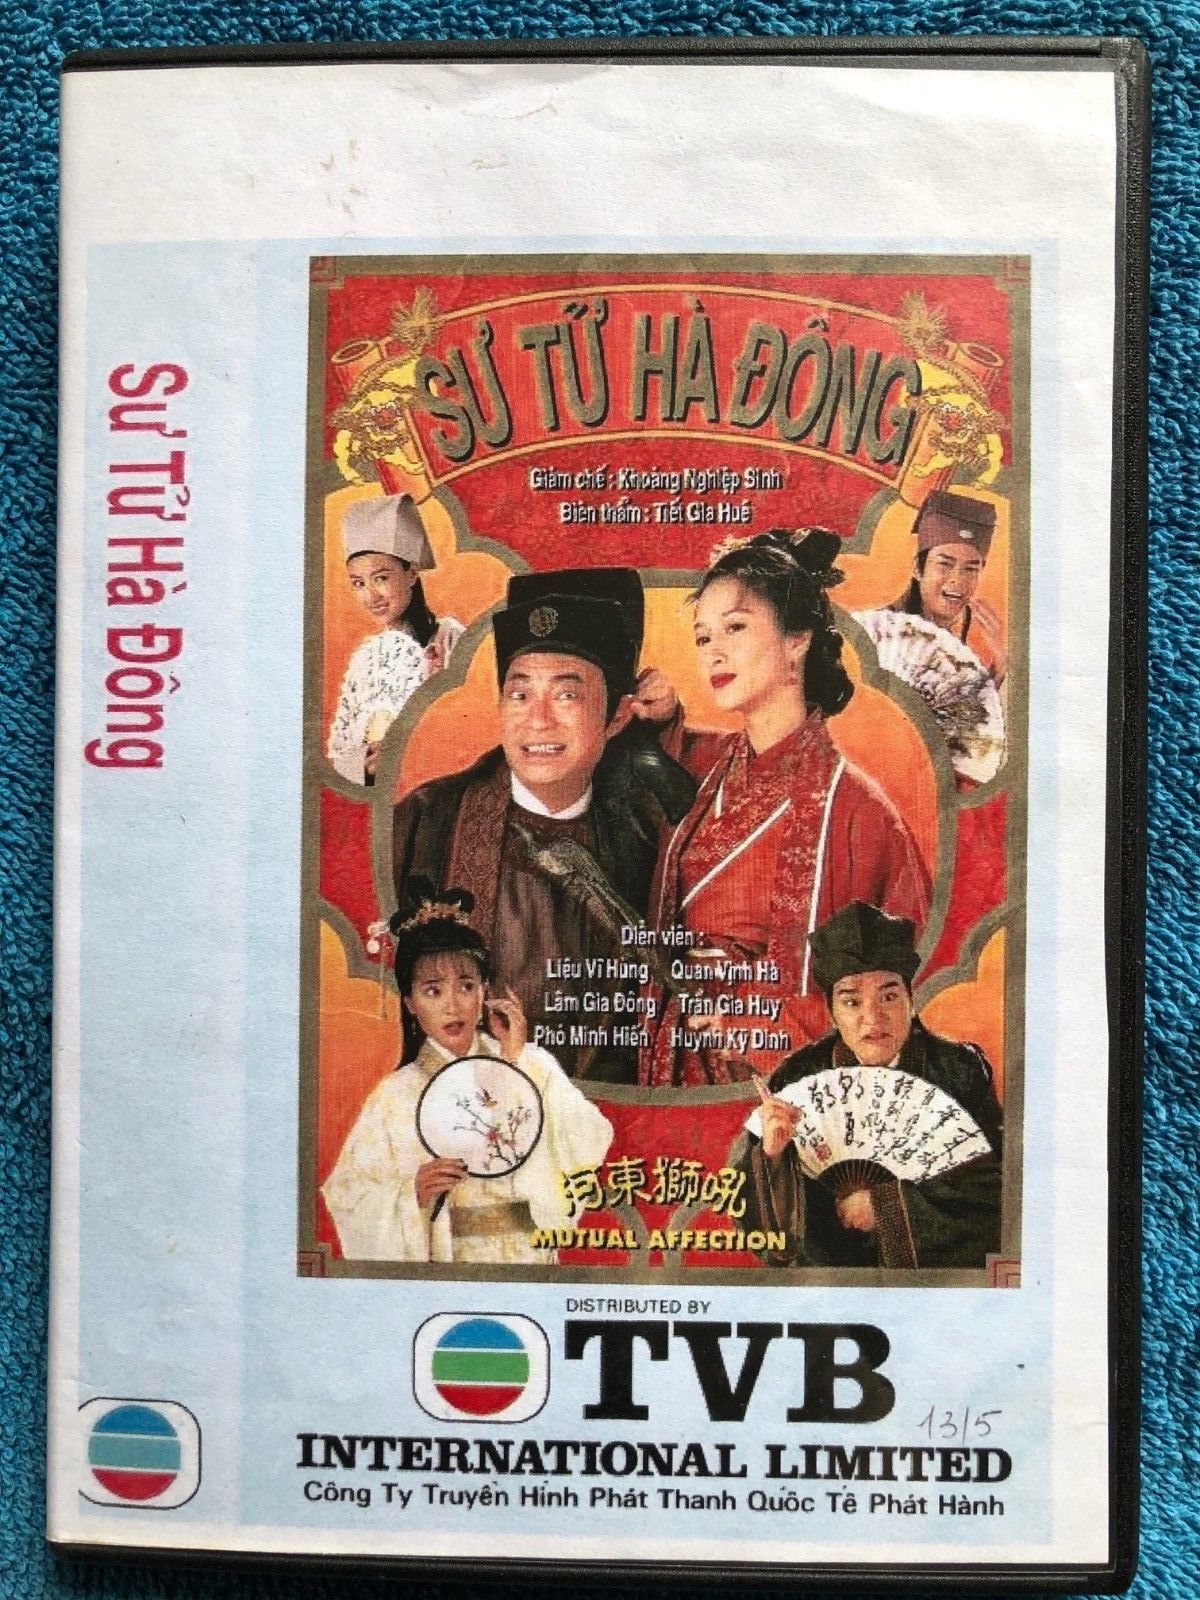 Sư Tử Hà Đông
SƯ TỬ HÀ ĐÔNG
Giám chế : Khoảng Nghiệp Sinh
Biên thẩm : Tiết Gia Huê
Diễn viên :
Liệu Vĩ Hùng Quan Vịnh Hà
Lâm Gia Đông Trần Gia Huy
Phó Minh Hiến Huỳnh Kỹ Dinh
河東獅吼
MUTUAL AFFECTION
DISTRIBUTED BY
TVB
13/5
INTERNATIONAL LIMITED
Công Ty Truyền Hình Phát Thanh Quốc Tế Phát Hành